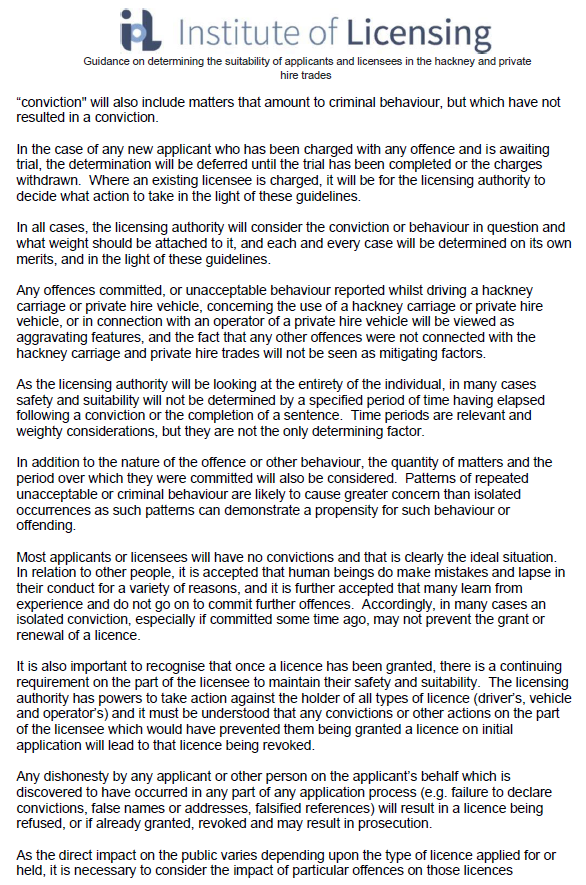 ioL Institute of Licensing
Guidance on determining the suitability of applicants and licensees in the hackney and private
hire trades
“conviction" will also include matters that amount to criminal behaviour, but which have not
resulted in a conviction.
In the case of any new applicant who has been charged with any offence and is awaiting
trial, the determination will be deferred until the trial has been completed or the charges
withdrawn. Where an existing licensee is charged, it will be for the licensing authority to
decide what action to take in the light of these guidelines.
In all cases, the licensing authority will consider the conviction or behaviour in question and
what weight should be attached to it, and each and every case will be determined on its own
merits, and in the light of these guidelines.
Any offences committed, or unacceptable behaviour reported whilst driving a hackney
carriage or private hire vehicle, concerning the use of a hackney carriage or private hire
vehicle, or in connection with an operator of a private hire vehicle will be viewed as
aggravating features, and the fact that any other offences were not connected with the
hackney carriage and private hire trades will not be seen as mitigating factors.
As the licensing authority will be looking at the entirety of the individual, in many cases
safety and suitability will not be determined by a specified period of time having elapsed
following a conviction or the completion of a sentence. Time periods are relevant and
weighty considerations, but they are not the only determining factor.
In addition to the nature of the offence or other behaviour, the quantity of matters and the
period over which they were committed will also be considered. Patterns of repeated
unacceptable or criminal behaviour are likely to cause greater concern than isolated
occurrences as such patterns can demonstrate a propensity for such behaviour or
offending.
Most applicants or licensees will have no convictions and that is clearly the ideal situation.
In relation to other people, it is accepted that human beings do make mistakes and lapse in
their conduct for a variety of reasons, and it is further accepted that many learn from
experience and do not go on to commit further offences. Accordingly, in many cases an
isolated conviction, especially if committed some time ago, may not prevent the grant or
renewal of a licence.
It is also important to recognise that once a licence has been granted, there is a continuing
requirement on the part of the licensee to maintain their safety and suitability. The licensing
authority has powers to take action against the holder of all types of licence (driver’s, vehicle
and operator’s) and it must be understood that any convictions or other actions on the part
of the licensee which would have prevented them being granted a licence on initial
application will lead to that licence being revoked.
Any dishonesty by any applicant or other person on the applicant’s behalf which is
discovered to have occurred in any part of any application process (e.g. failure to declare
convictions, false names or addresses, falsified references) will result in a licence being
refused, or if already granted, revoked and may result in prosecution.
As the direct impact on the public varies depending upon the type of licence applied for or
held, it is necessary to consider the impact of particular offences on those licences